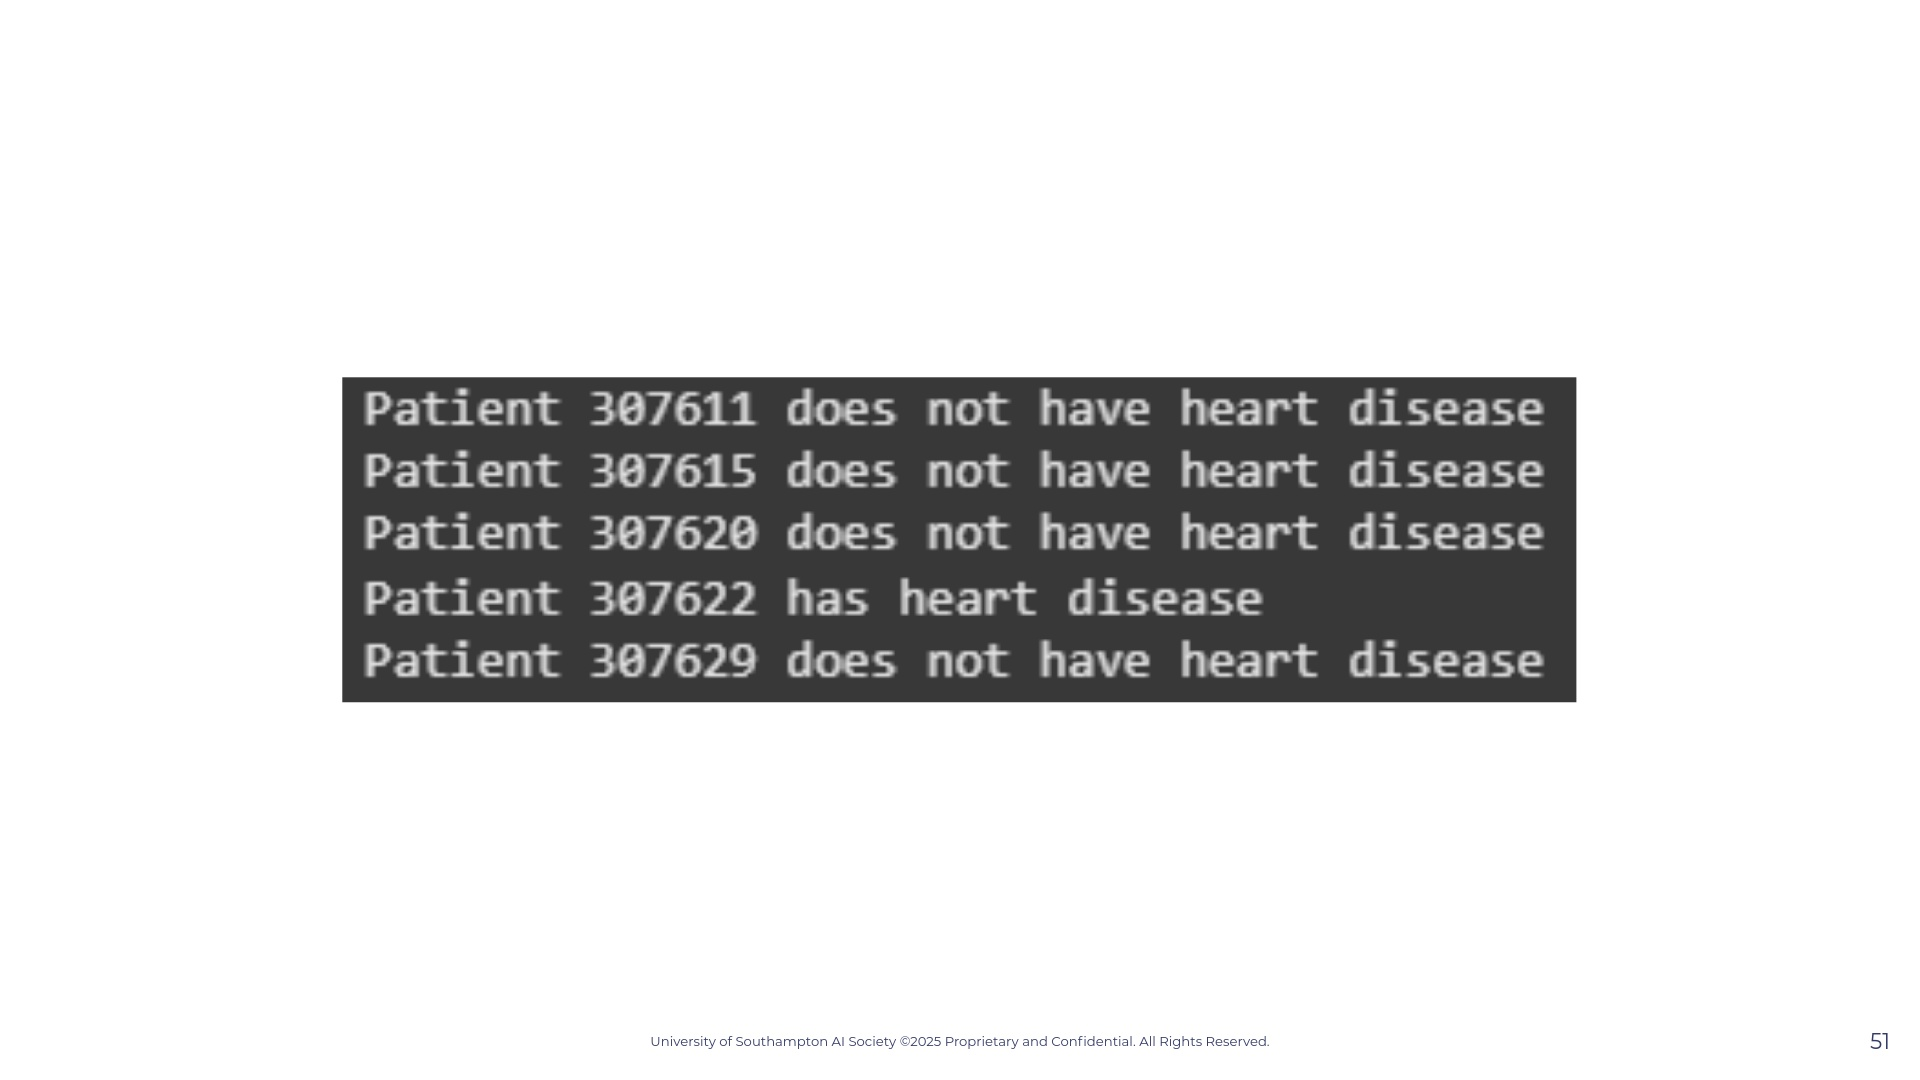 Patient 307611 does not have heart disease
Patient 307615 does not have heart disease
Patient 307620 does not have heart disease
Patient 307622 has heart disease
Patient 307629 does not have heart disease
University of Southampton AI Society ©2025 Proprietary and Confidential. All Rights Reserved.
51